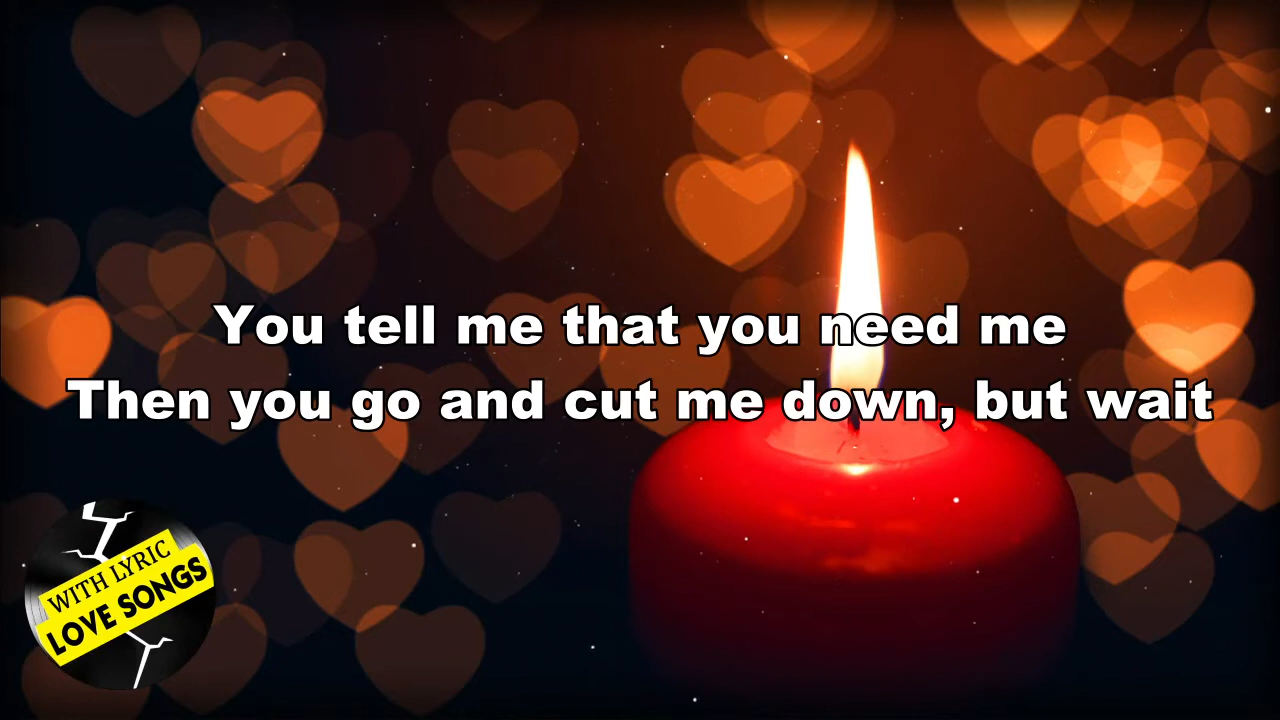 You tell me that you need me
Then you go and cut me down, but wait
WITH LYRIC
LOVE SONGS